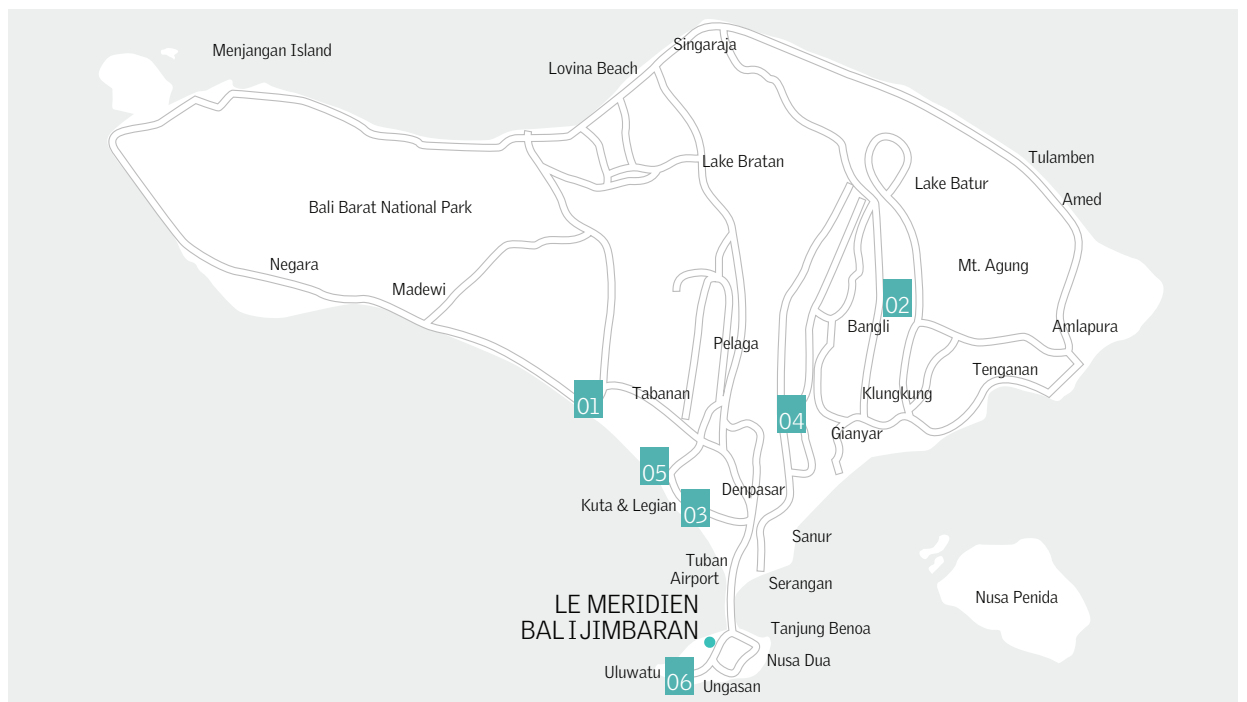 Singaraja
Menjangan Island
Lovina Beach
Tulamben
Lake Bratan
Lake Batur
Amed
Bali Barat National Park
Negara
Mt. Agung
Madewi
02
Bangli
Amlapura
Pelaga
Tenganan
Tabanan
Klungkung
01
04
Gianyar
05
Denpasar
Kuta & Legian
03
Sanur
Tuban
Airport
Serangan
Nusa Penida
LE MERIDIEN
BALI JIMBARAN
Tanjung Benoa
Nusa Dua
Uluwatu
06
Ungasan